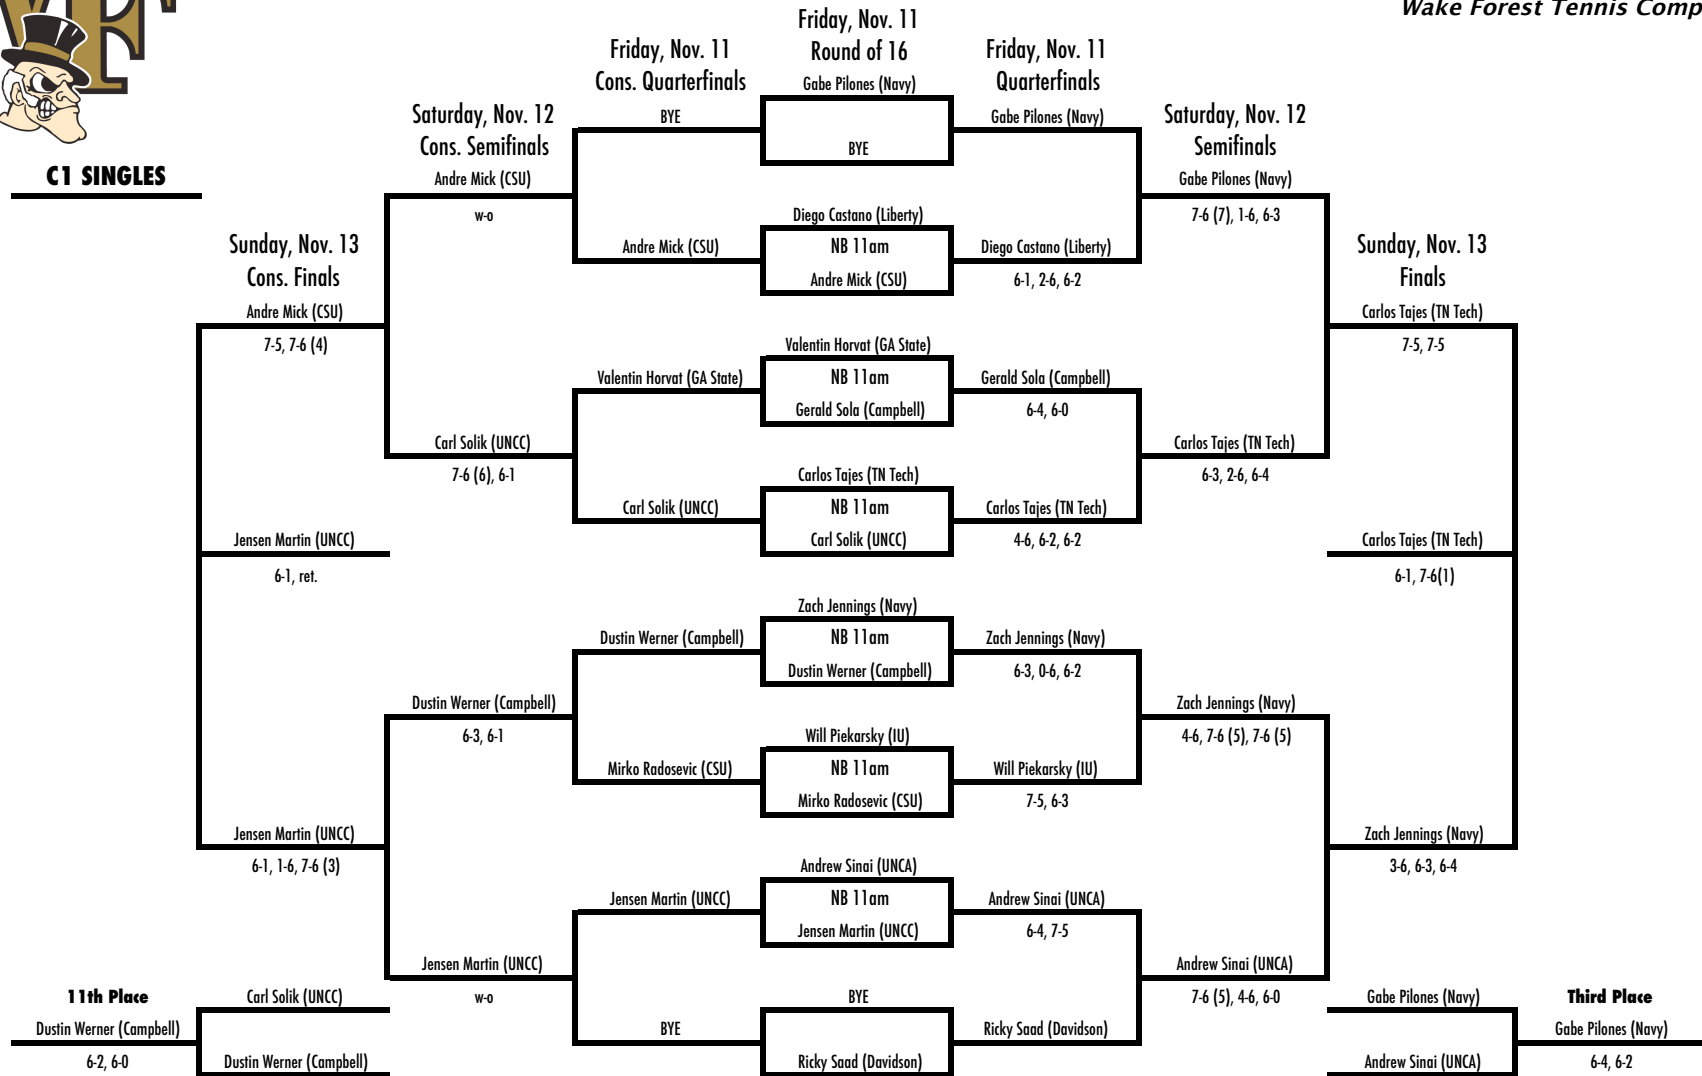 Wake Forest Tennis Comp
WF
C1 SINGLES
Sunday, Nov. 13
Cons. Finals
Andre Mick (CSU)
7-5, 7-6 (4)
Jensen Martin (UNCC)
6-1, ret.
Jensen Martin (UNCC)
6-1, 1-6, 7-6 (3)
11th Place
Dustin Werner (Campbell)
6-2, 6-0
Carl Solik (UNCC)
Dustin Werner (Campbell)
Saturday, Nov. 12
Cons. Semifinals
Andre Mick (CSU)
w-o
Carl Solik (UNCC)
7-6 (6), 6-1
Dustin Werner (Campbell)
6-3, 6-1
Jensen Martin (UNCC)
w-o
Friday, Nov. 11
Cons. Quarterfinals
BYE
Andre Mick (CSU)
Valentin Horvat (GA State)
Carl Solik (UNCC)
Dustin Werner (Campbell)
Mirko Radosevic (CSU)
Jensen Martin (UNCC)
BYE
Friday, Nov. 11
Round of 16
Gabe Pilones (Navy)
BYE
Diego Castano (Liberty)
NB 11am
Andre Mick (CSU)
Valentin Horvat (GA State)
NB 11am
Gerald Sola (Campbell)
Carlos Tajes (TN Tech)
NB 11am
Carl Solik (UNCC)
Zach Jennings (Navy)
NB 11am
Dustin Werner (Campbell)
Will Piekarsky (IU)
NB 11am
Mirko Radosevic (CSU)
Andrew Sinai (UNCA)
NB 11am
Jensen Martin (UNCC)
BYE
Ricky Saad (Davidson)
Friday, Nov. 11
Quarterfinals
Gabe Pilones (Navy)
Diego Castano (Liberty)
6-1, 2-6, 6-2
Gerald Sola (Campbell)
6-4, 6-0
Carlos Tajes (TN Tech)
4-6, 6-2, 6-2
Zach Jennings (Navy)
6-3, 0-6, 6-2
Will Piekarsky (IU)
7-5, 6-3
Andrew Sinai (UNCA)
6-4, 7-5
Ricky Saad (Davidson)
Saturday, Nov. 12
Semifinals
Gabe Pilones (Navy)
7-6 (7), 1-6, 6-3
Carlos Tajes (TN Tech)
6-3, 2-6, 6-4
Zach Jennings (Navy)
4-6, 7-6 (5), 7-6 (5)
Andrew Sinai (UNCA)
7-6 (5), 4-6, 6-0
Sunday, Nov. 13
Finals
Carlos Tajes (TN Tech)
7-5, 7-5
Carlos Tajes (TN Tech)
6-1, 7-6(1)
Zach Jennings (Navy)
3-6, 6-3, 6-4
Gabe Pilones (Navy)
Andrew Sinai (UNCA)
Third Place
Gabe Pilones (Navy)
6-4, 6-2